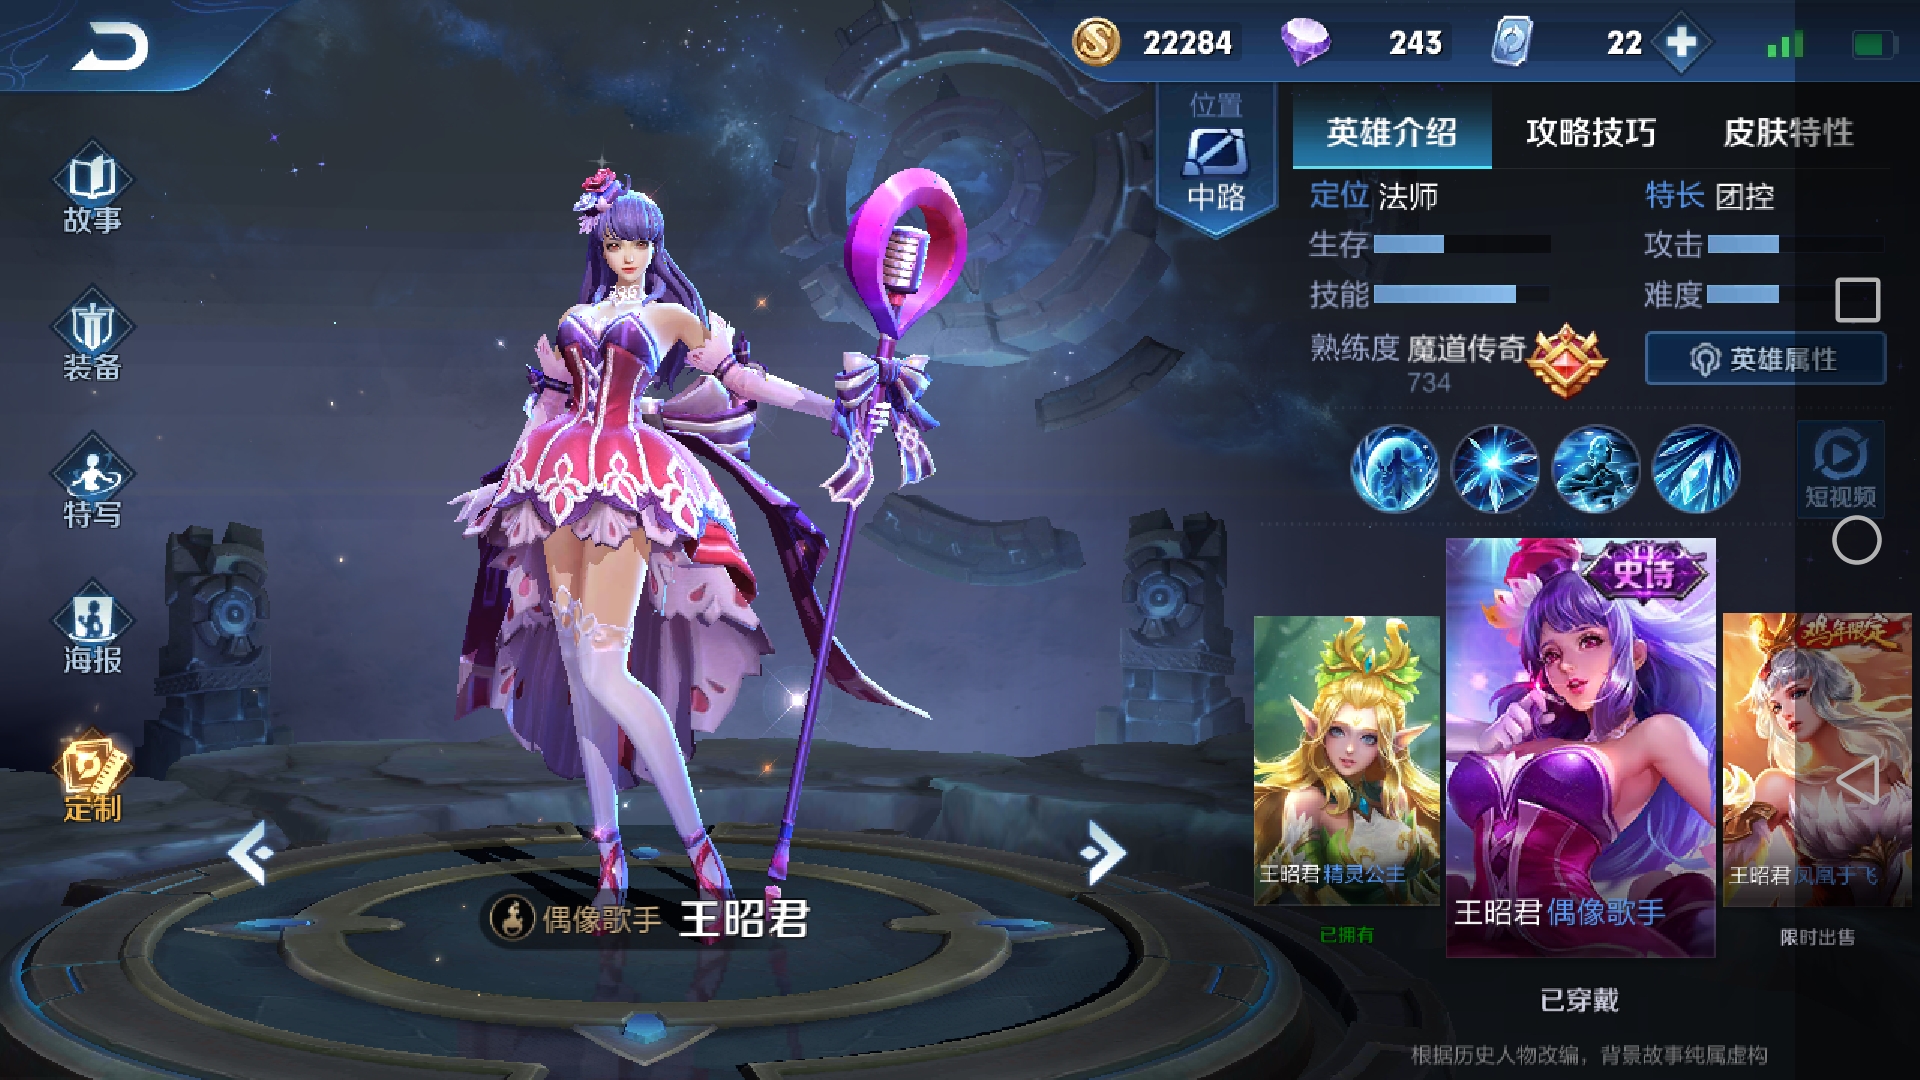 22284
243
22
位置
中路
英雄介绍
攻略技巧
皮肤特性
定位 法师
特长 团控
生存
攻击
技能
难度
熟练度 魔道传奇
734
英雄属性
短视频
故事
装备
特写
海报
定制
偶像歌手 王昭君
史诗
鸡年限定
王昭君精灵公主
王昭君偶像歌手
王昭君凤凰于飞
已拥有
限时出售
已穿戴
根据历史人物改编，背景故事纯属虚构